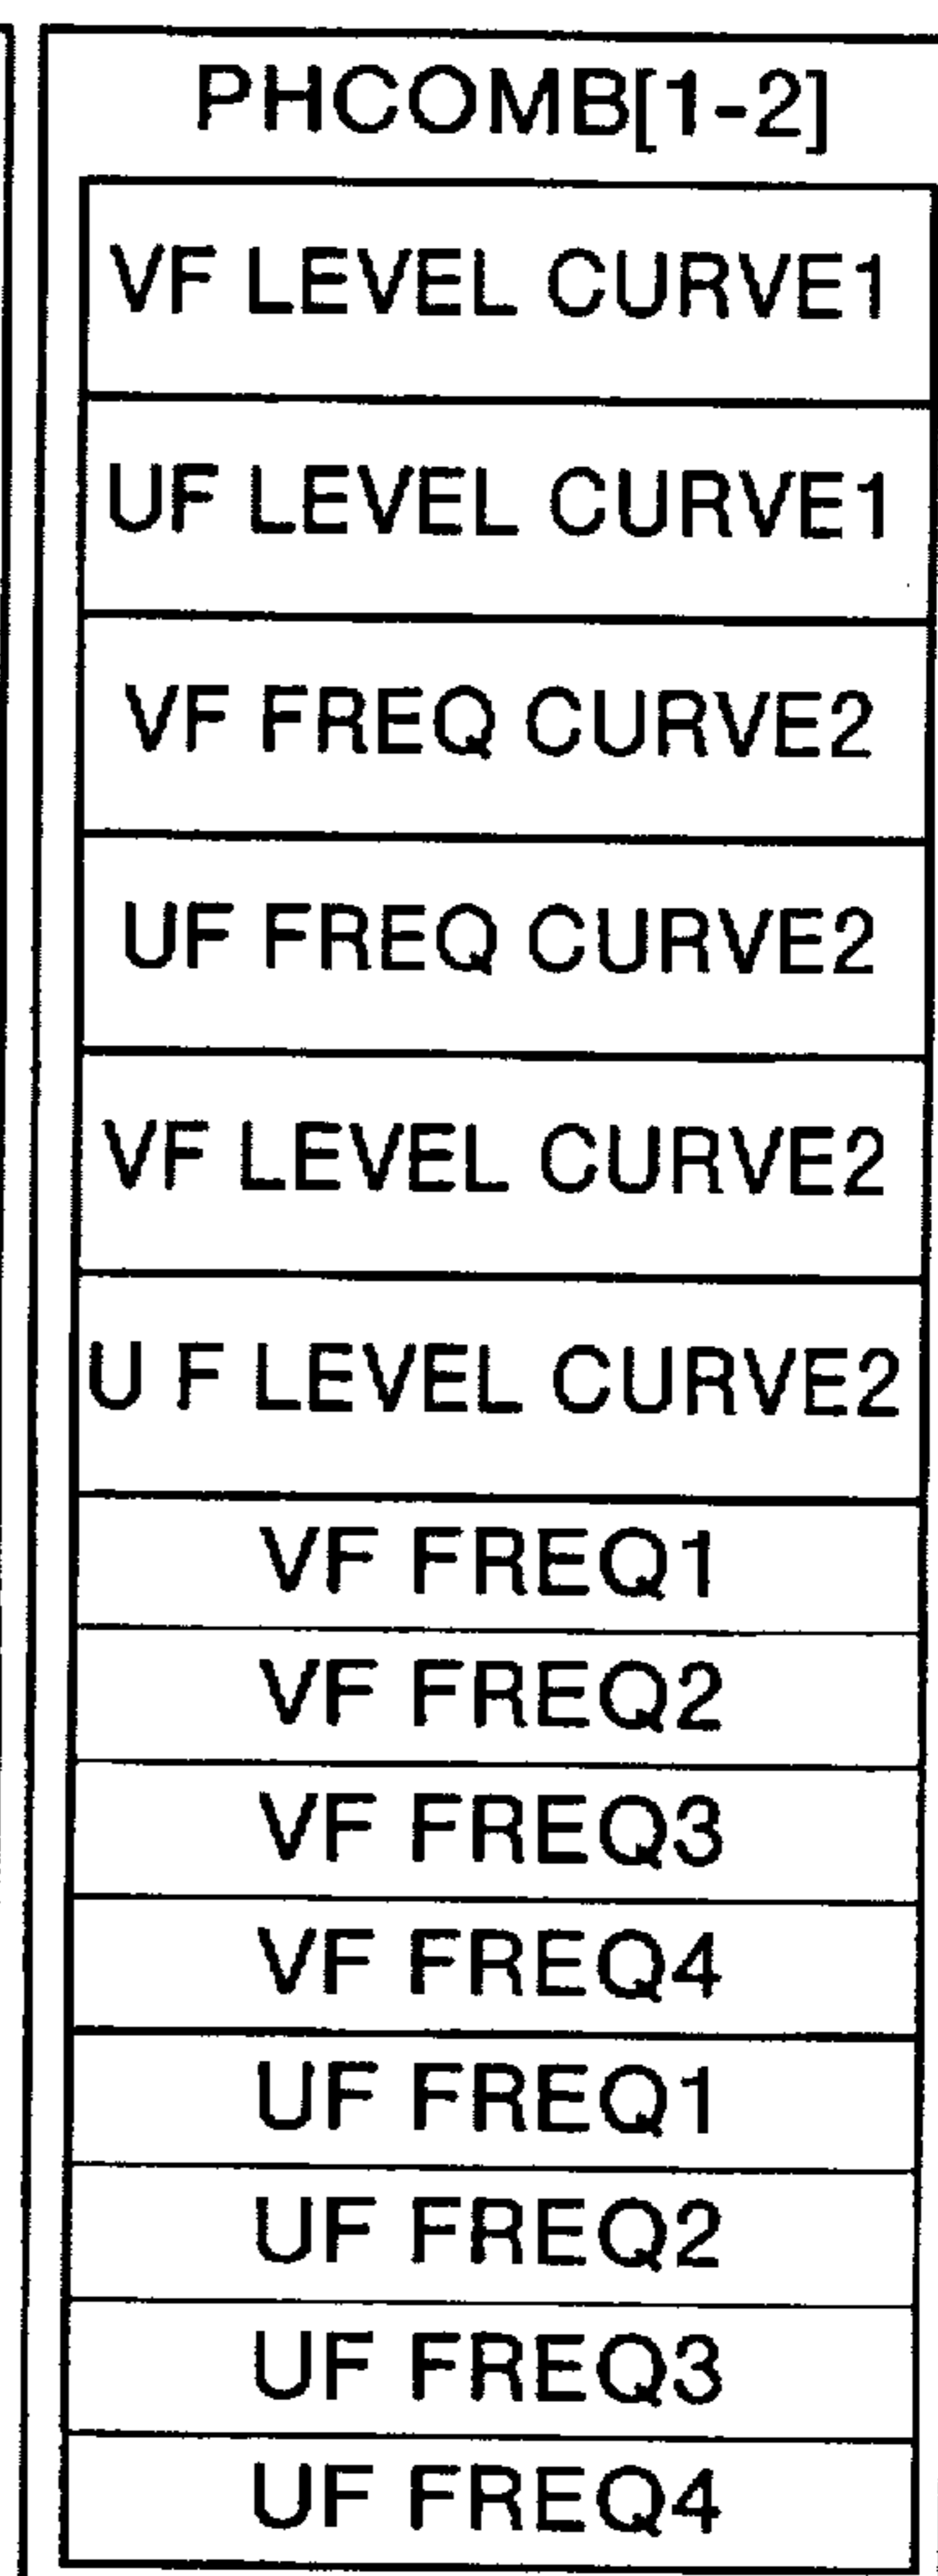 PHCOMB[1-2]
VF LEVEL CURVE1
UF LEVEL CURVE1
VF FREQ CURVE2
UF FREQ CURVE2
VF LEVEL CURVE2
U F LEVEL CURVE2
VF FREQ1
VF FREQ2
VF FREQ3
VF FREQ4
UF FREQ1
UF FREQ2
UF FREQ3
UF FREQ4